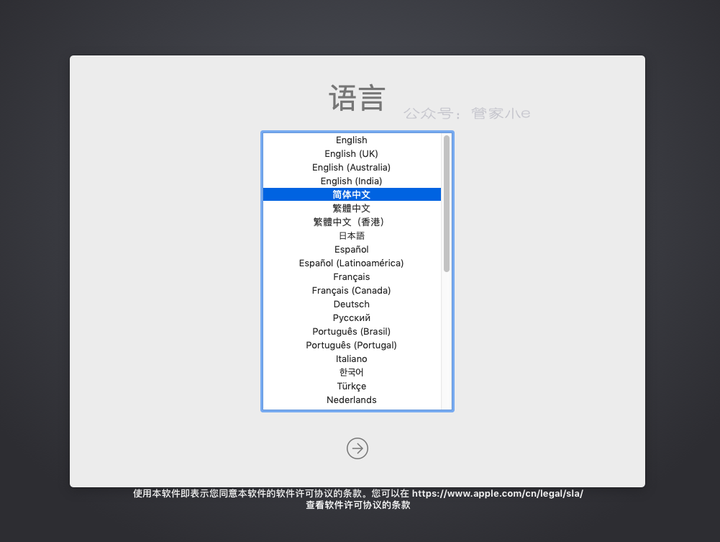 语言
公众号：管家小e
English
English (UK)
English (Australia)
English (India)
简体中文
繁體中文
繁體中文（香港）
日本語
Español
Español (Latinoamérica)
Français
Français (Canada)
Deutsch
Русский
Português (Brasil)
Português (Portugal)
Italiano
한국어
Türkçe
Nederlands
使用本软件即表示您同意本软件的软件许可协议的条款。您可以在 https://www.apple.com/cn/legal/sla/
查看软件许可协议的条款